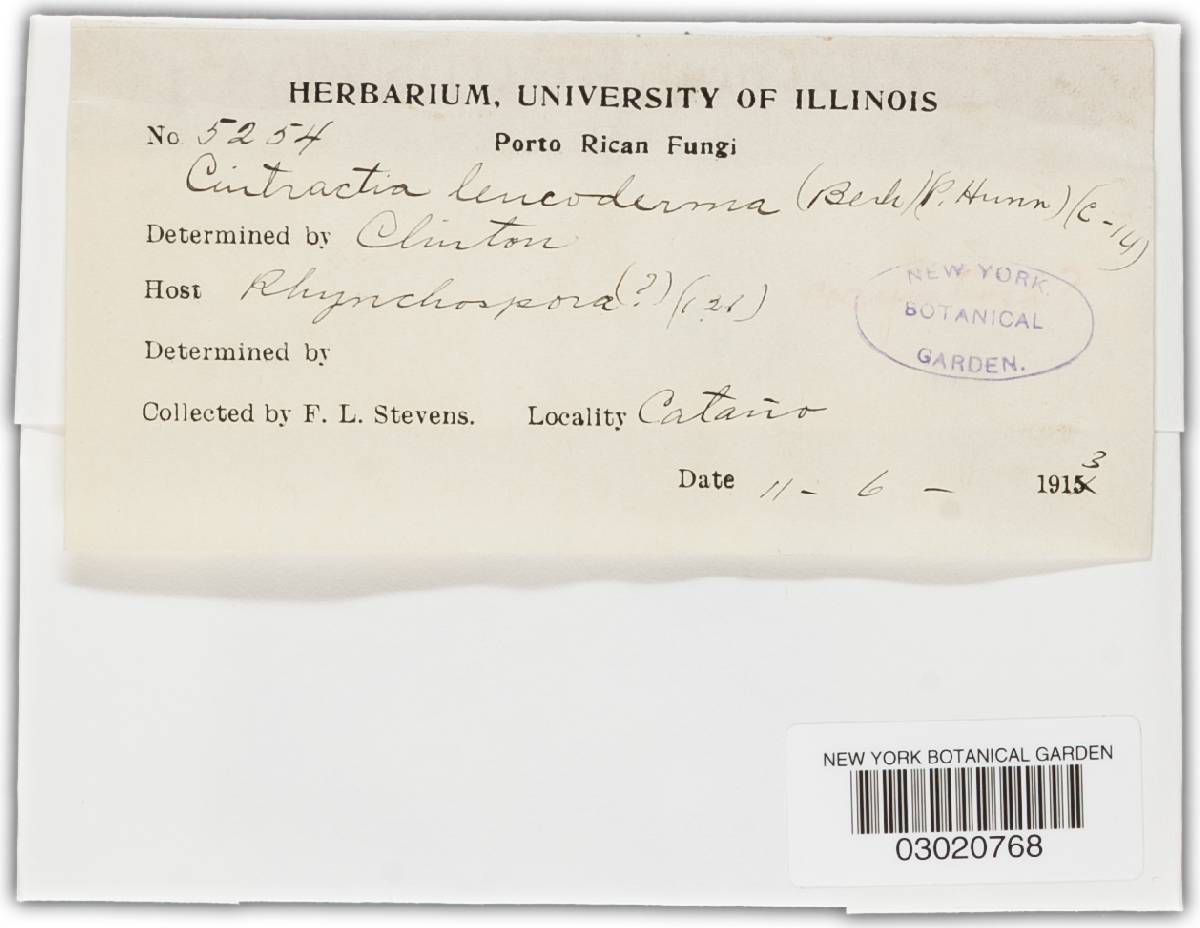 HERBARIUM, UNIVERSITY OF ILLINOIS
No. 5254 Porto Rican Fungi
Cintractia leucoderma (Berk)(P. Hunn) (C-14)
Determined by Clinton
Host Rhynchospora (?) (121)
NEW YORK
BOTANICAL
GARDEN.
Determined by
Collected by F. L. Stevens. Locality Cataño
Date 11 - 6 - 1915 3
NEW YORK BOTANICAL GARDEN
03020768